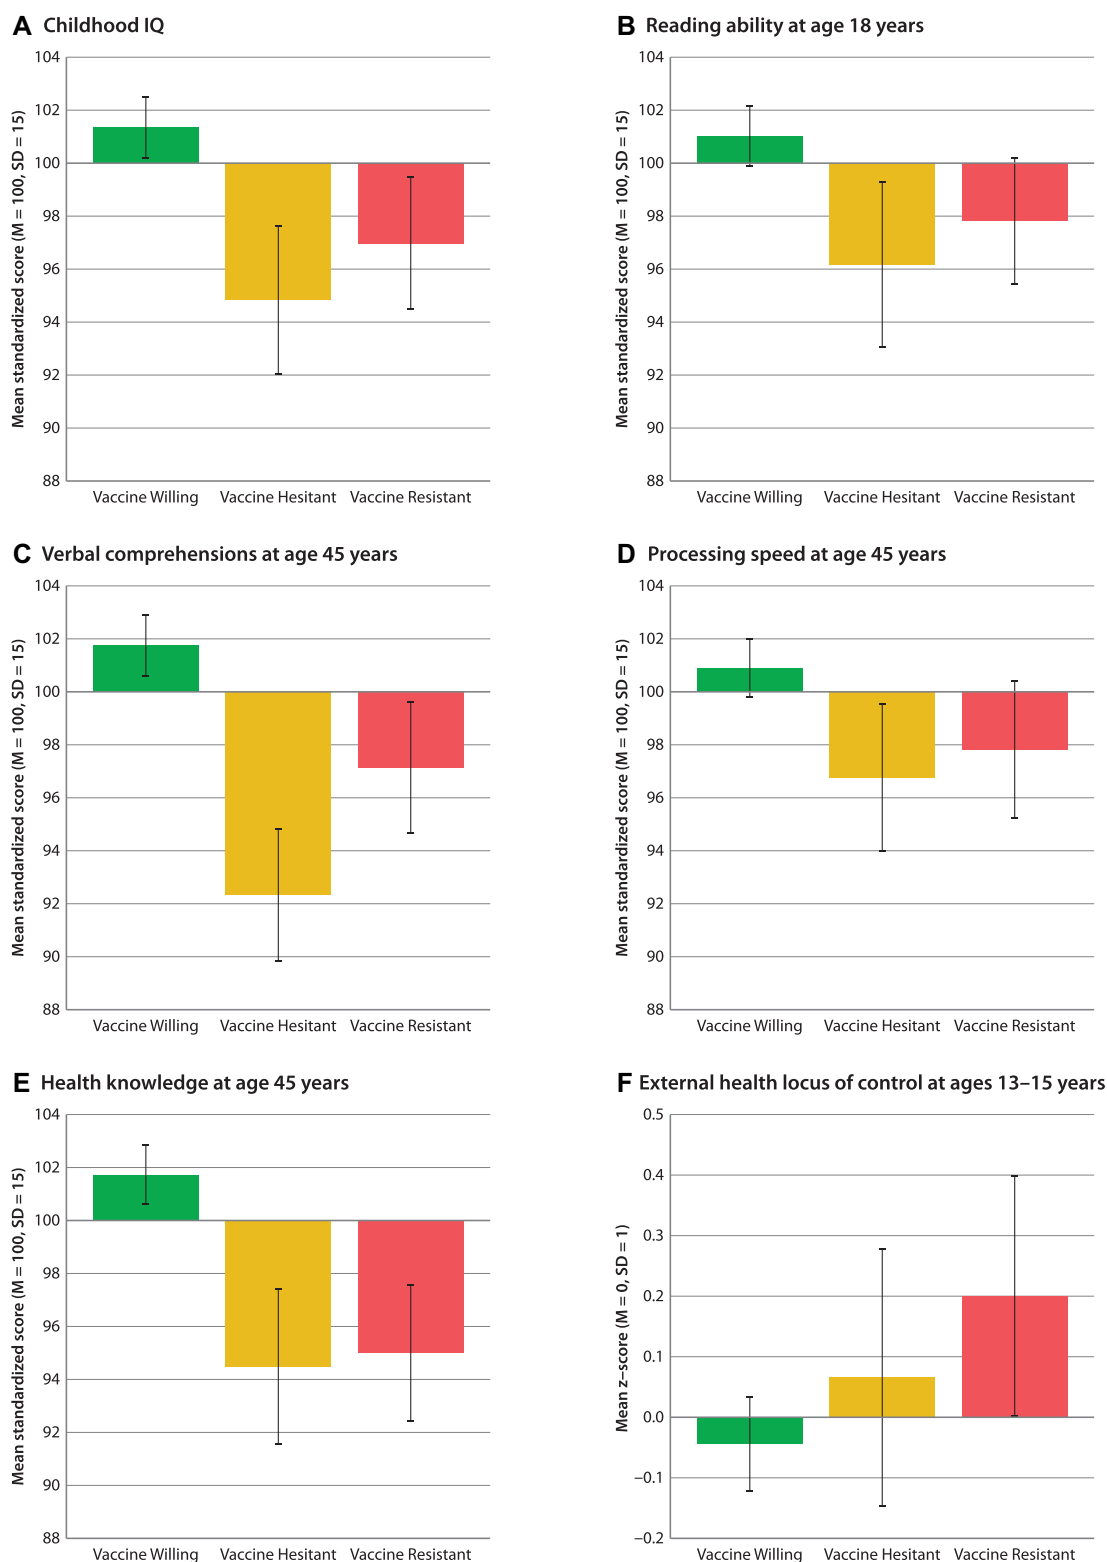 A Childhood IQ
Mean standardized score (M = 100, SD = 15)
104
102
100
98
96
94
92
90
88
Vaccine Willing Vaccine Hesitant Vaccine Resistant
B Reading ability at age 18 years
Mean standardized score (M = 100, SD = 15)
104
102
100
98
96
94
92
90
88
Vaccine Willing Vaccine Hesitant Vaccine Resistant
C Verbal comprehensions at age 45 years
Mean standardized score (M = 100, SD = 15)
104
102
100
98
96
94
92
90
88
Vaccine Willing Vaccine Hesitant Vaccine Resistant
D Processing speed at age 45 years
Mean standardized score (M = 100, SD = 15)
104
102
100
98
96
94
92
90
88
Vaccine Willing Vaccine Hesitant Vaccine Resistant
E Health knowledge at age 45 years
Mean standardized score (M = 100, SD = 15)
104
102
100
98
96
94
92
90
88
Vaccine Willing Vaccine Hesitant Vaccine Resistant
F External health locus of control at ages 13–15 years
Mean z–score (M = 0, SD = 1)
0.5
0.4
0.3
0.2
0.1
0.0
–0.1
–0.2
Vaccine Willing Vaccine Hesitant Vaccine Resistant